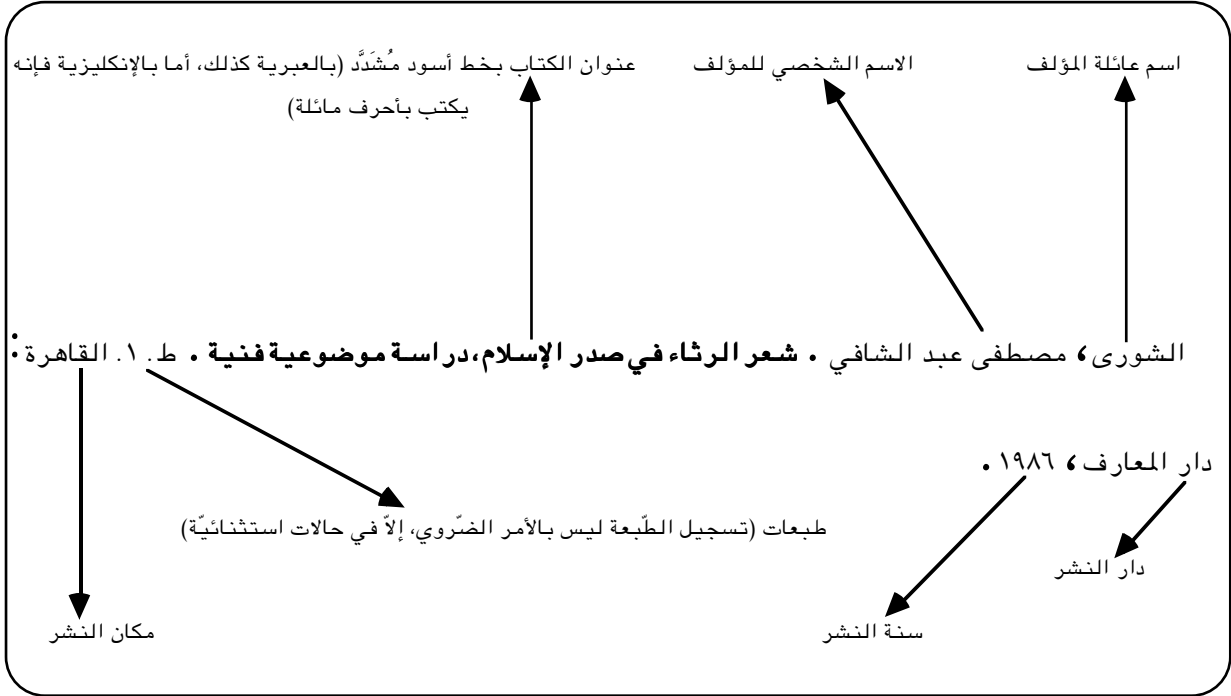 اسم عائلة المؤلف
الاسم الشخصي للمؤلف
عنوان الكتاب بخط أسود مُشَدَّد (بالعبرية كذلك، أما بالإنكليزية فإنه
يكتب بأحرف مائلة)
الشورى، مصطفى عبد الشافي . شعر الرثاء في صدر الإسلام،دراسة موضوعية فنية . ط. ١. القاهرة :
دار المعارف، ١٩٨٦ .
طبعات (تسجيل الطّبعة ليس بالأمر الضّروي، إلاّ في حالات استثنائيّة)
دار النشر
سنة النشر
مكان النشر